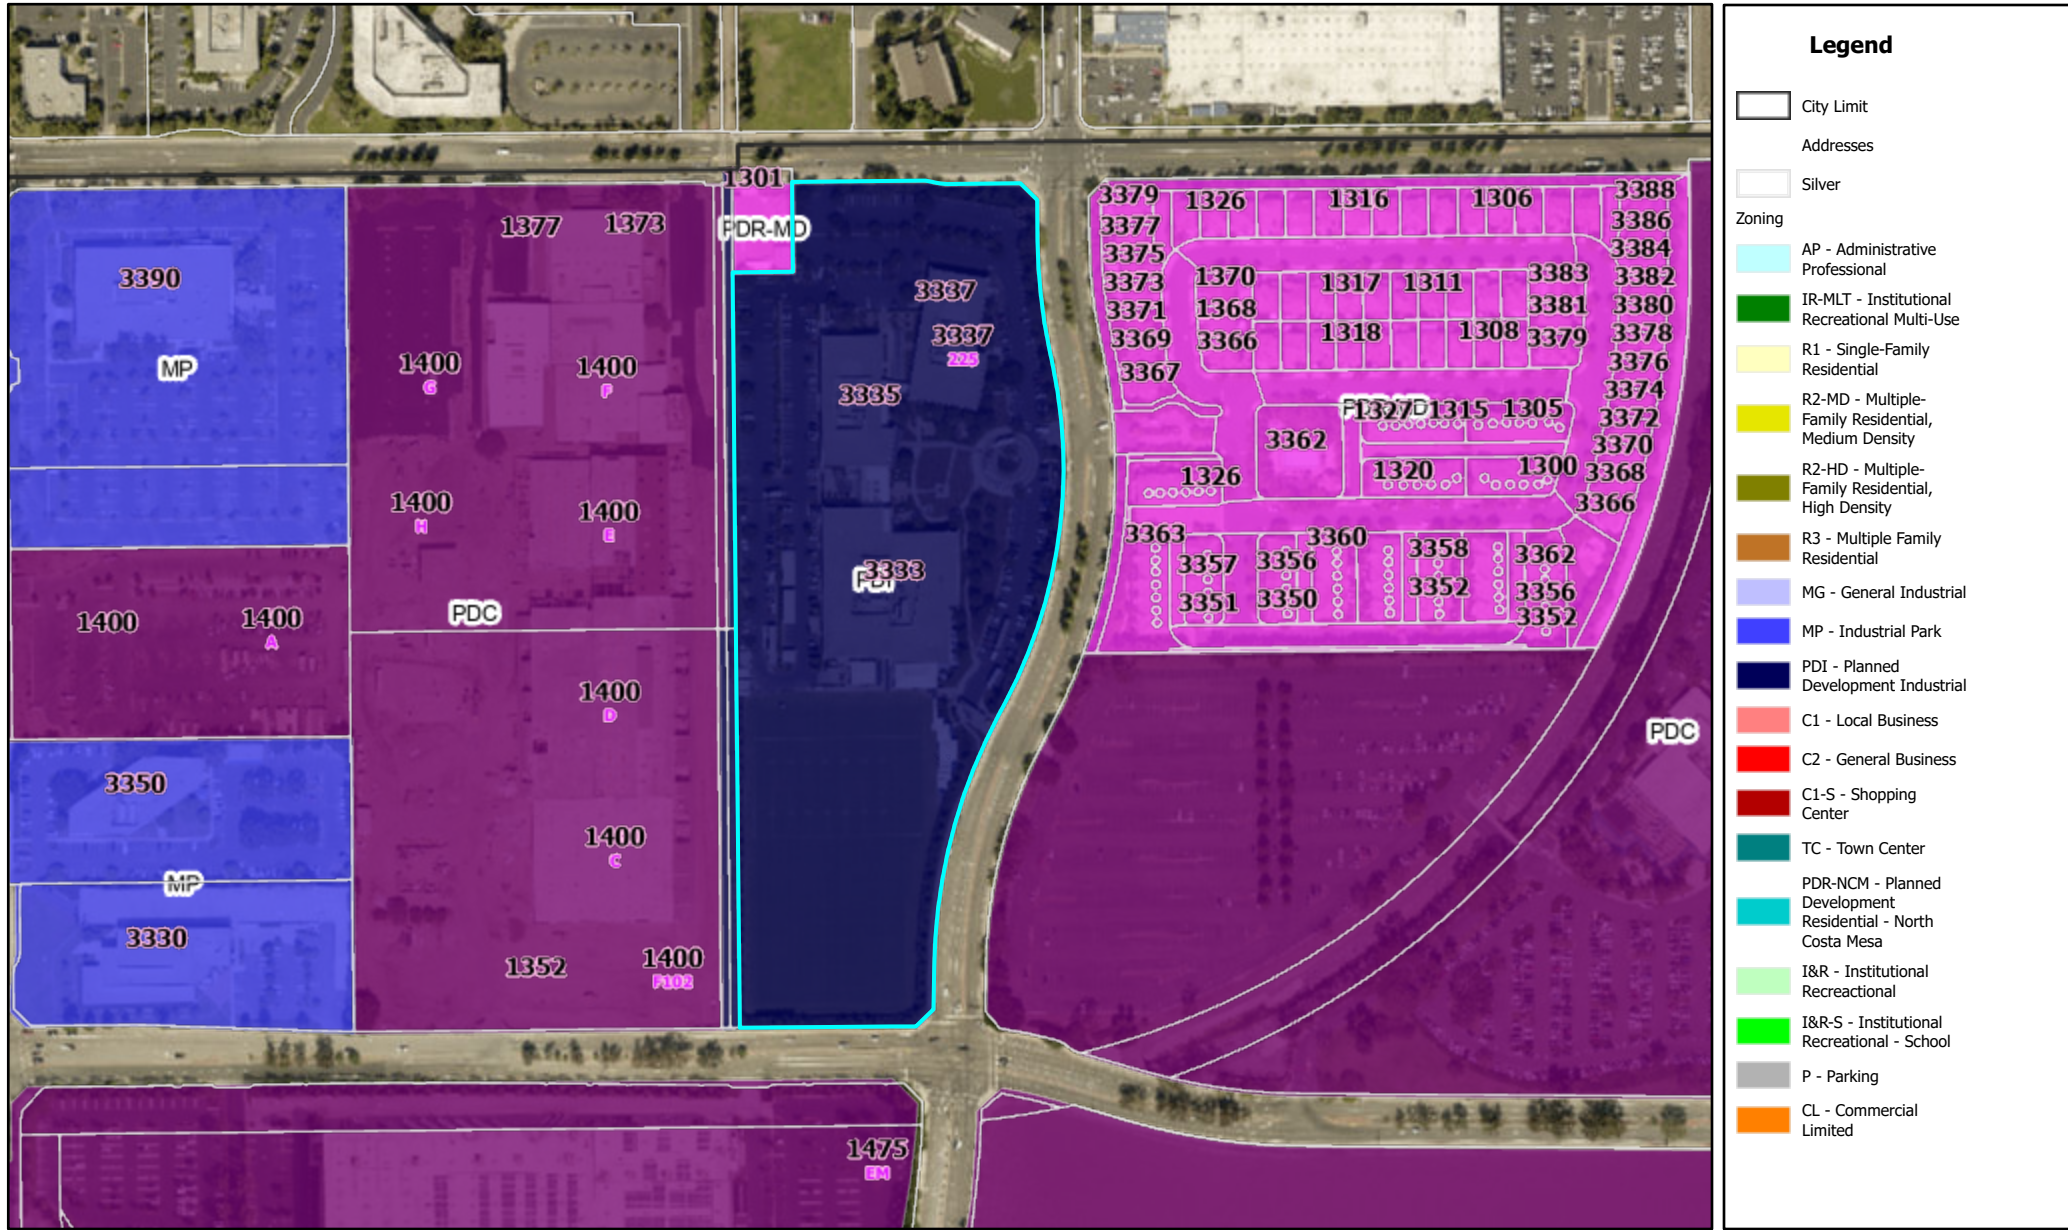 1301
PDR-MD
3390
MP
1377
1373
1400
G
1400
F
1400
H
1400
E
PDC
1400
1400
A
1400
D
1400
C
1352
1400
F102
3350
MP
3330
3337
3337
225
3335
3333
PDI
3379
3377
3375
3373
3371
3369
3367
1326
1316
1306
3388
3386
3384
3382
3380
3378
3376
3374
3372
3370
3368
3366
1370
1368
3366
1317
1311
3383
3381
3379
1318
1308
PDR-MD
1327
1315
1305
3362
1326
1320
1300
3363
3357
3351
3356
3350
3360
3358
3352
3362
3356
3352
PDC
1475
EM
Legend
City Limit
Addresses
Silver
Zoning
AP - Administrative
Professional
IR-MLT - Institutional
Recreational Multi-Use
R1 - Single-Family
Residential
R2-MD - Multiple-
Family Residential,
Medium Density
R2-HD - Multiple-
Family Residential,
High Density
R3 - Multiple Family
Residential
MG - General Industrial
MP - Industrial Park
PDI - Planned
Development Industrial
C1 - Local Business
C2 - General Business
C1-S - Shopping
Center
TC - Town Center
PDR-NCM - Planned
Development
Residential - North
Costa Mesa
I&R - Institutional
Recreactional
I&R-S - Institutional
Recreational - School
P - Parking
CL - Commercial
Limited